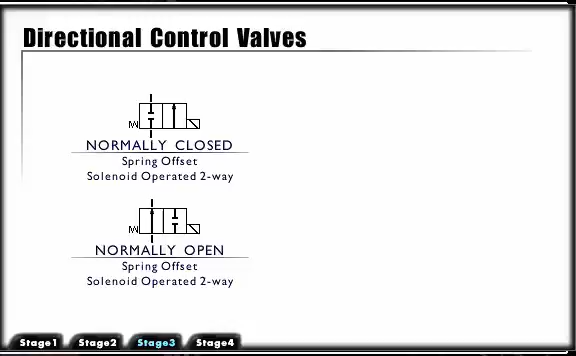 Directional Control Valves
NORMALLY CLOSED
Spring Offset
Solenoid Operated 2-way
NORMALLY OPEN
Spring Offset
Solenoid Operated 2-way
Stage1 Stage2 Stage3 Stage4